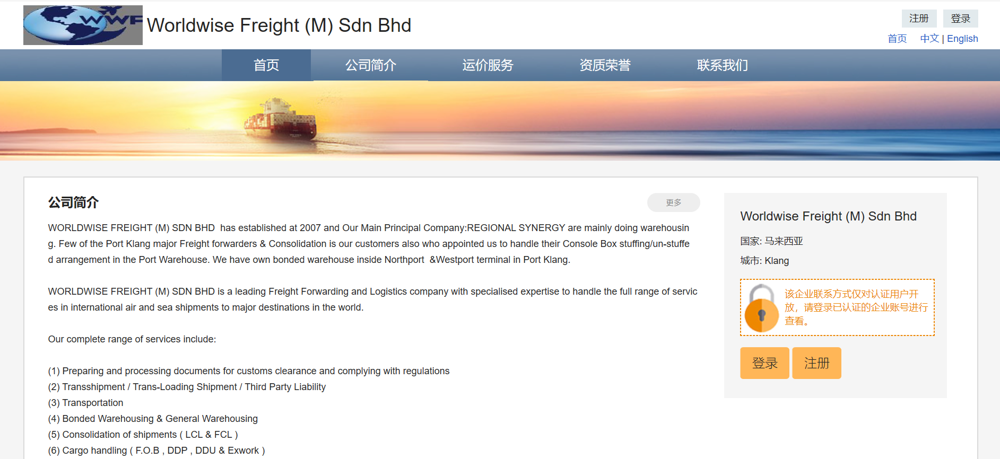 WWF Worldwise Freight (M) Sdn Bhd
注册 登录
首页 中文 | English
首页 公司简介 运价服务 资质荣誉 联系我们
公司简介
更多
WORLDWISE FREIGHT (M) SDN BHD  has established at 2007 and Our Main Principal Company:REGIONAL SYNERGY are mainly doing warehousin
g. Few of the Port Klang major Freight forwarders & Consolidation is our customers also who appointed us to handle their Console Box stuffing/un-stuffe
d arrangement in the Port Warehouse. We have own bonded warehouse inside Northport  &Westport terminal in Port Klang.
WORLDWISE FREIGHT (M) SDN BHD is a leading Freight Forwarding and Logistics company with specialised expertise to handle the full range of servic
es in international air and sea shipments to major destinations in the world.
Our complete range of services include:
(1) Preparing and processing documents for customs clearance and complying with regulations
(2) Transshipment / Trans-Loading Shipment / Third Party Liability
(3) Transportation
(4) Bonded Warehousing & General Warehousing
(5) Consolidation of shipments ( LCL & FCL )
(6) Cargo handling ( F.O.B , DDP , DDU & Exwork )
Worldwise Freight (M) Sdn Bhd
国家: 马来西亚
城市: Klang
该企业联系方式仅对认证用户开
放，请登录已认证的企业账号进行
查看。
登录 注册